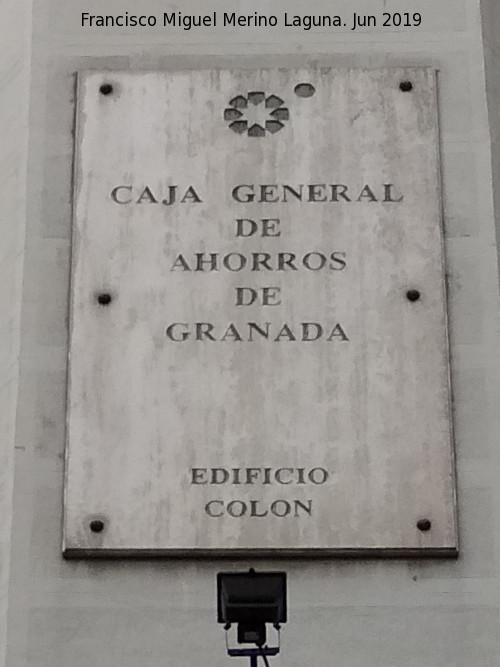 Francisco Miguel Merino Laguna. Jun 2019
CAJA GENERAL
DE
AHORROS
DE
GRANADA
EDIFICIO
COLON